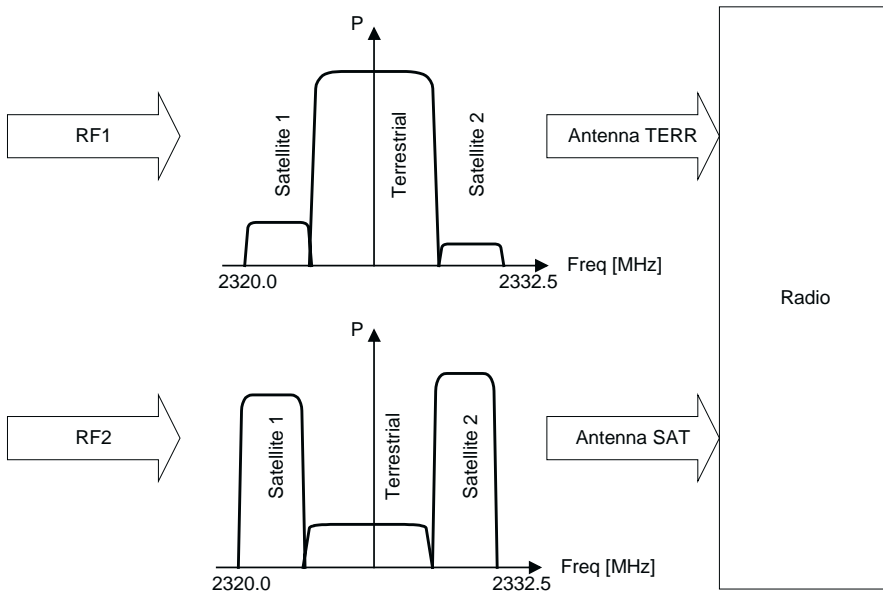 P
RF1
Satellite 1
Terrestrial
Satellite 2
Antenna TERR
Freq [MHz]
2320.0
2332.5
Radio
P
RF2
Satellite 1
Terrestrial
Satellite 2
Antenna SAT
Freq [MHz]
2320.0
2332.5